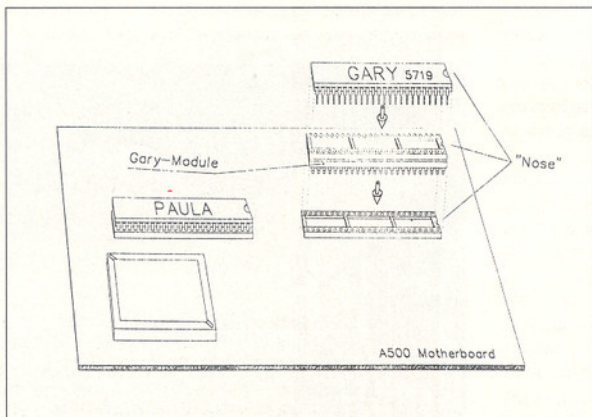 GARY 5719
Gary-Module
"Nose"
PAULA
A500 Motherboard